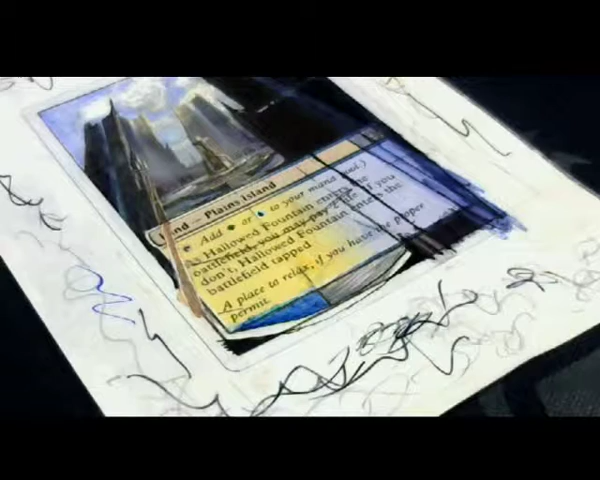 Land — Plains Island
Add or to your mana pool.)
As Hallowed Fountain enters the
battlefield, you may pay 2 life. If you
don't, Hallowed Fountain enters the
battlefield tapped
A place to relax, if you have the proper
permit.